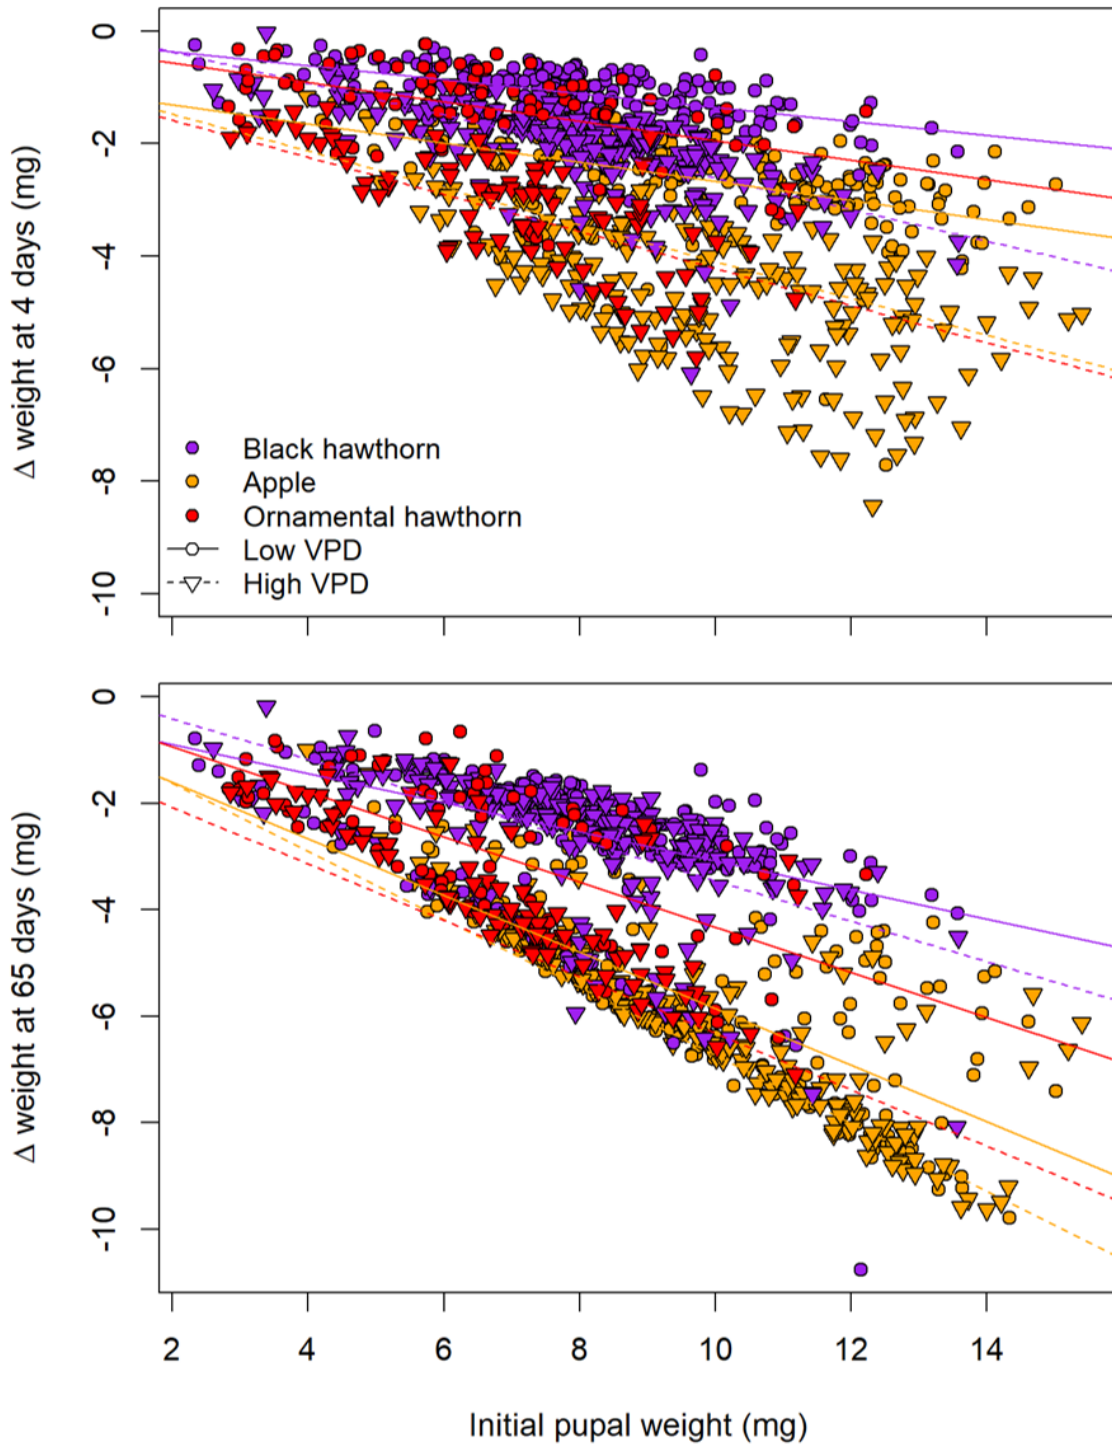 Δ weight at 4 days (mg)
0
-2
-4
-6
-8
-10
Black hawthorn
Apple
Ornamental hawthorn
Low VPD
High VPD
Δ weight at 65 days (mg)
0
-2
-4
-6
-8
-10
2 4 6 8 10 12 14
Initial pupal weight (mg)